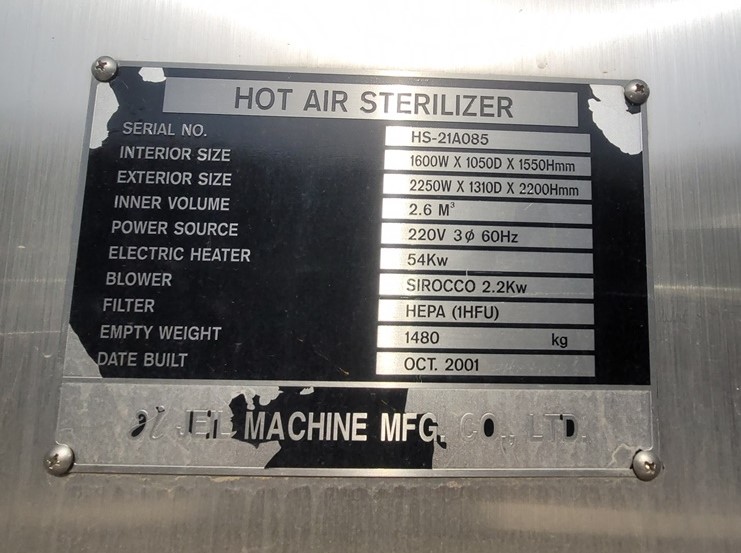 HOT AIR STERILIZER
SERIAL NO. HS-21A085
INTERIOR SIZE 1600W X 1050D X 1550Hmm
EXTERIOR SIZE 2250W X 1310D X 2200Hmm
INNER VOLUME 2.6 M³
POWER SOURCE 220V 3φ 60Hz
ELECTRIC HEATER 54Kw
BLOWER SIROCCO 2.2Kw
FILTER HEPA (1HFU)
EMPTY WEIGHT 1480 kg
DATE BUILT OCT. 2001
JEIL MACHINE MFG. CO., LTD.